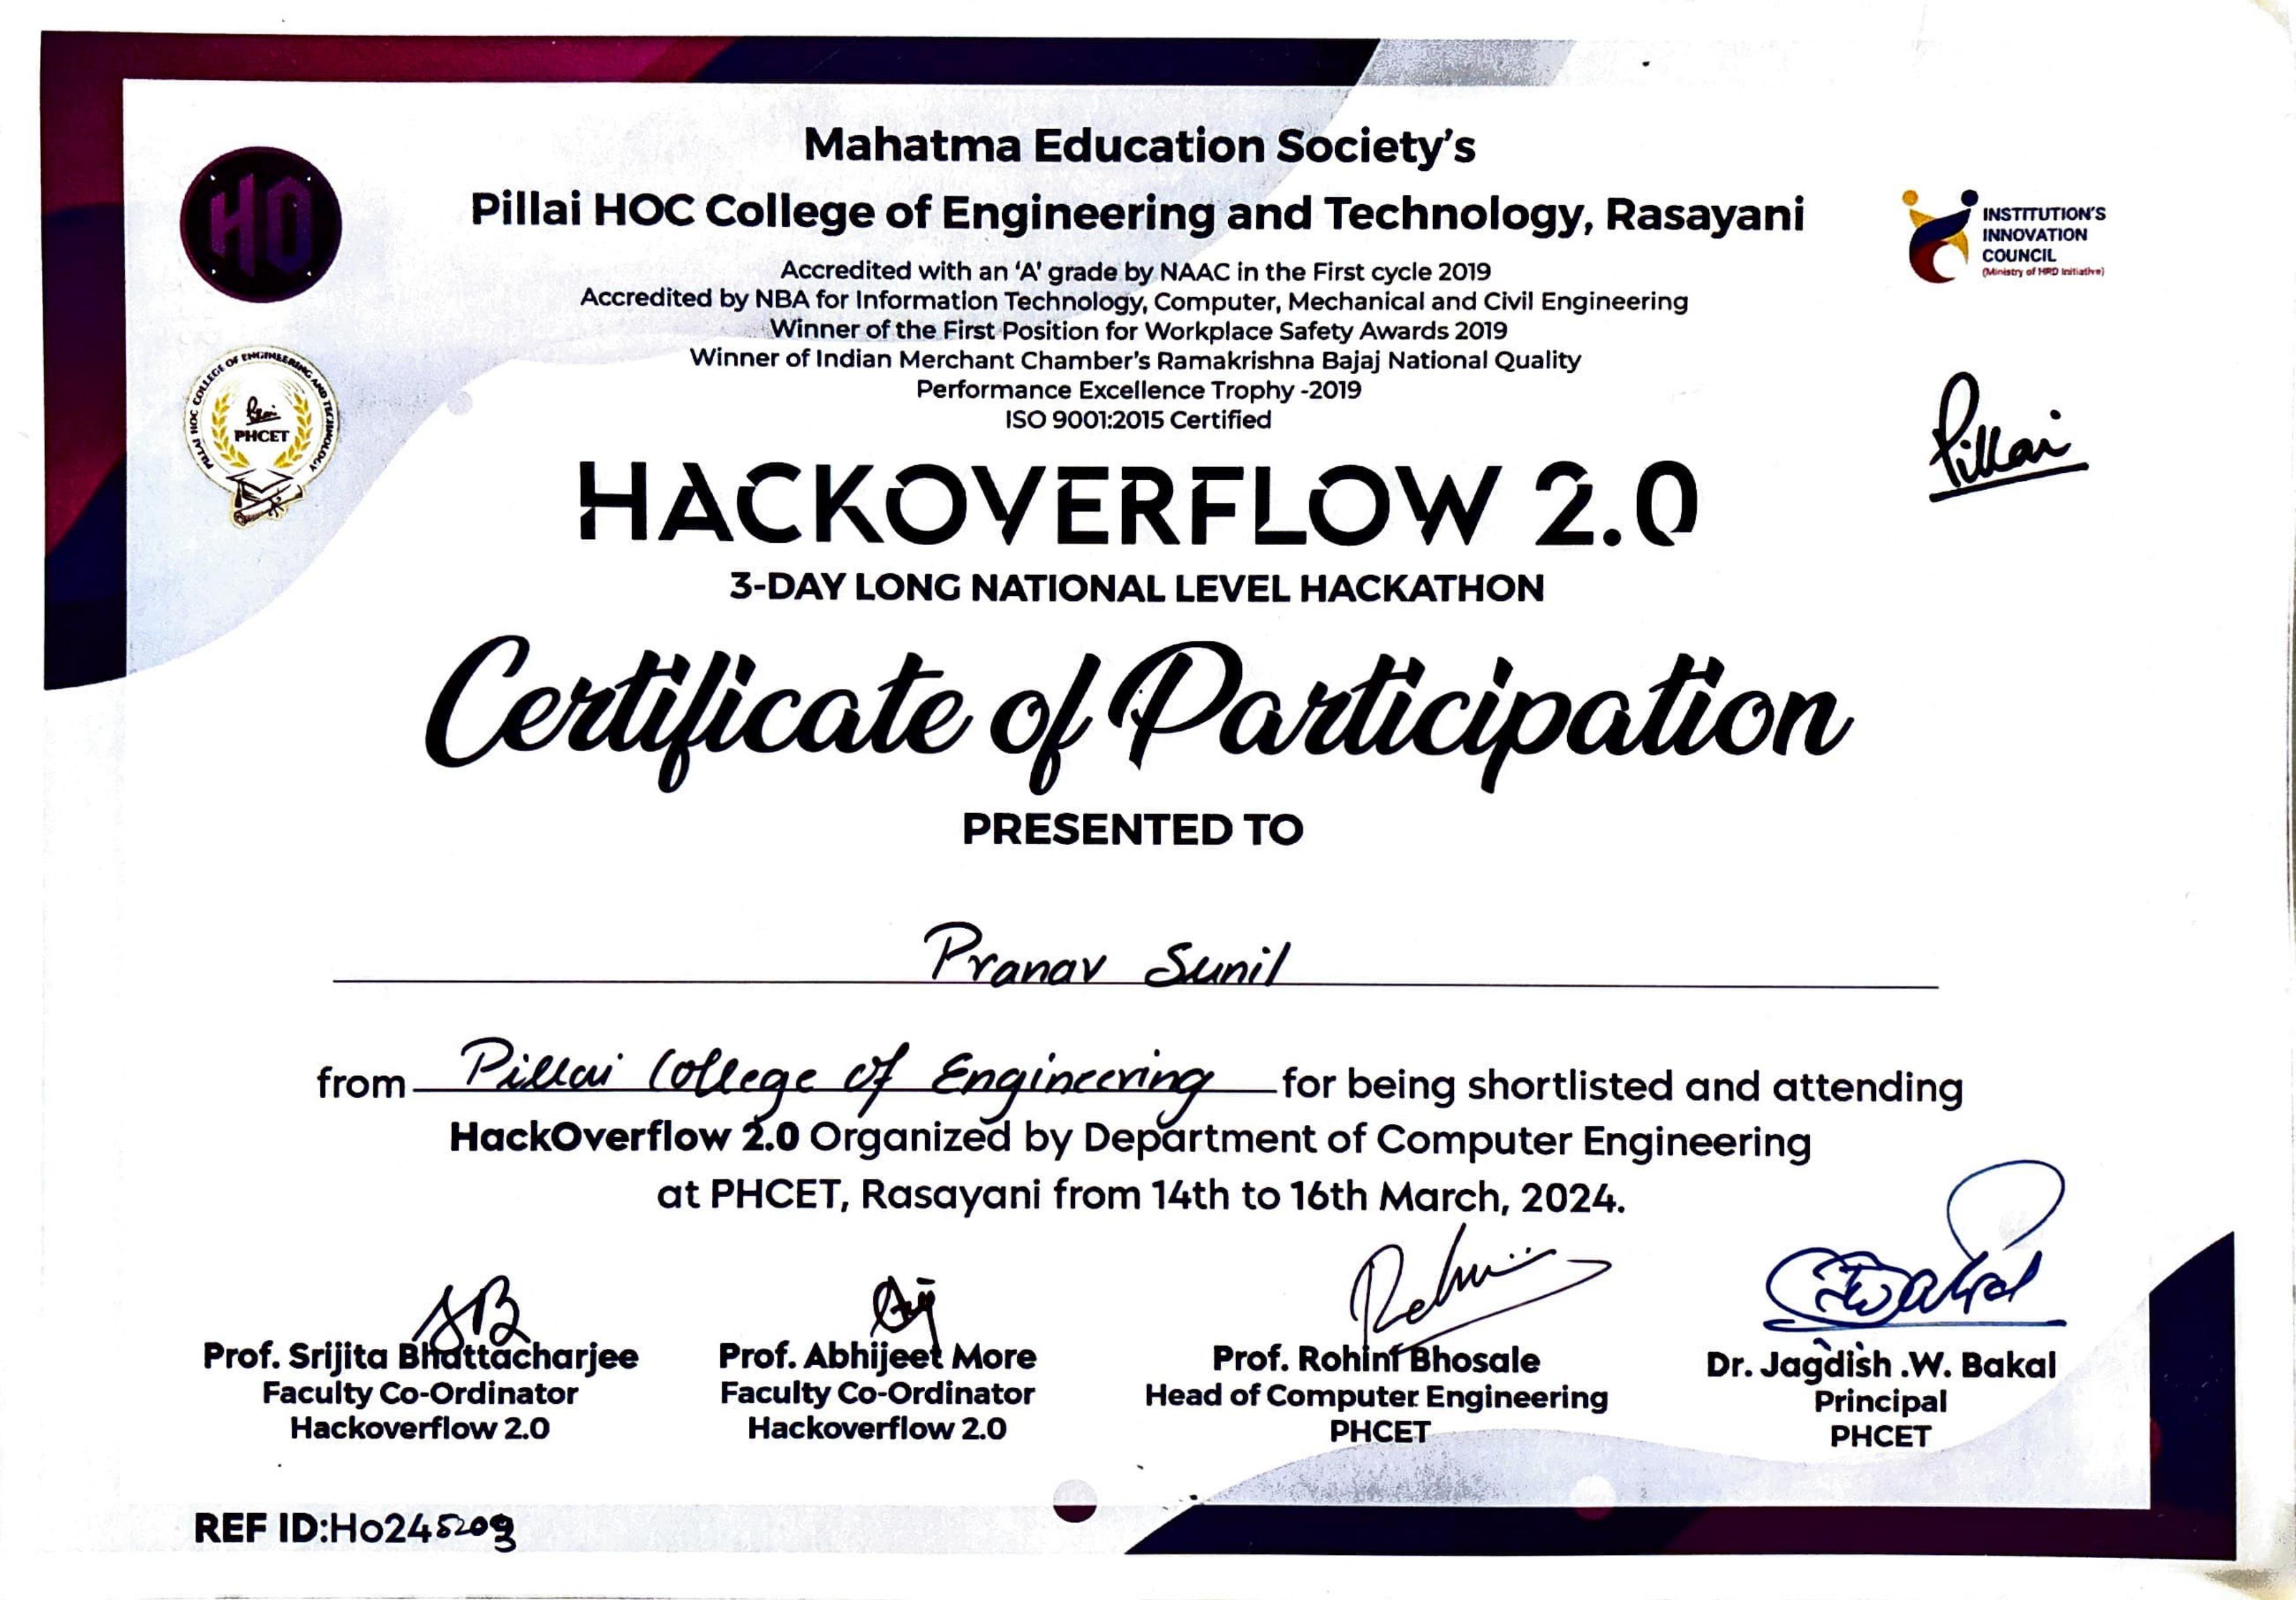 Mahatma Education Society's
Pillai HOC College of Engineering and Technology, Rasayani
Accredited with an 'A' grade by NAAC in the First cycle 2019
Accredited by NBA for Information Technology, Computer, Mechanical and Civil Engineering
Winner of the First Position for Workplace Safety Awards 2019
Winner of Indian Merchant Chamber's Ramakrishna Bajaj National Quality
Performance Excellence Trophy -2019
ISO 9001:2015 Certified
HO
PILLAI HOC COLLEGE OF ENGINEERING AND TECHNOLOGY
PHCET
INSTITUTION'S
INNOVATION
COUNCIL
(Ministry of HRD Initiative)
Pillai
HACKOVERFLOW 2.0
3-DAY LONG NATIONAL LEVEL HACKATHON
Certificate of Participation
PRESENTED TO
Pranav Sunil
from Pillai College of Engineering for being shortlisted and attending
HackOverflow 2.0 Organized by Department of Computer Engineering
at PHCET, Rasayani from 14th to 16th March, 2024.
Prof. Srijita Bhattacharjee
Faculty Co-Ordinator
Hackoverflow 2.0
Prof. Abhijeet More
Faculty Co-Ordinator
Hackoverflow 2.0
Prof. Rohini Bhosale
Head of Computer Engineering
PHCET
Dr. Jagdish .W. Bakal
Principal
PHCET
REF ID:Ho245209